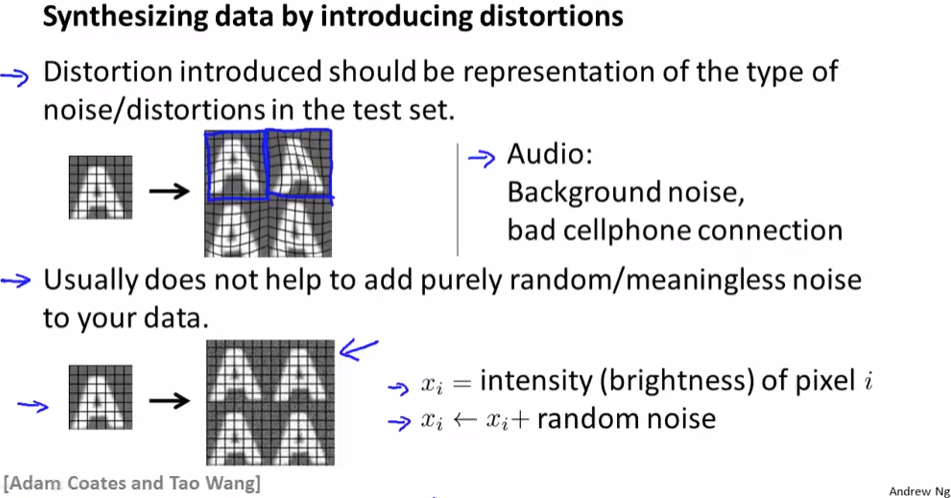 Synthesizing data by introducing distortions
Distortion introduced should be representation of the type of
noise/distortions in the test set.
Audio:
Background noise,
bad cellphone connection
Usually does not help to add purely random/meaningless noise
to your data.
x_i = intensity (brightness) of pixel i
x_i ← x_i + random noise
[Adam Coates and Tao Wang]
Andrew Ng